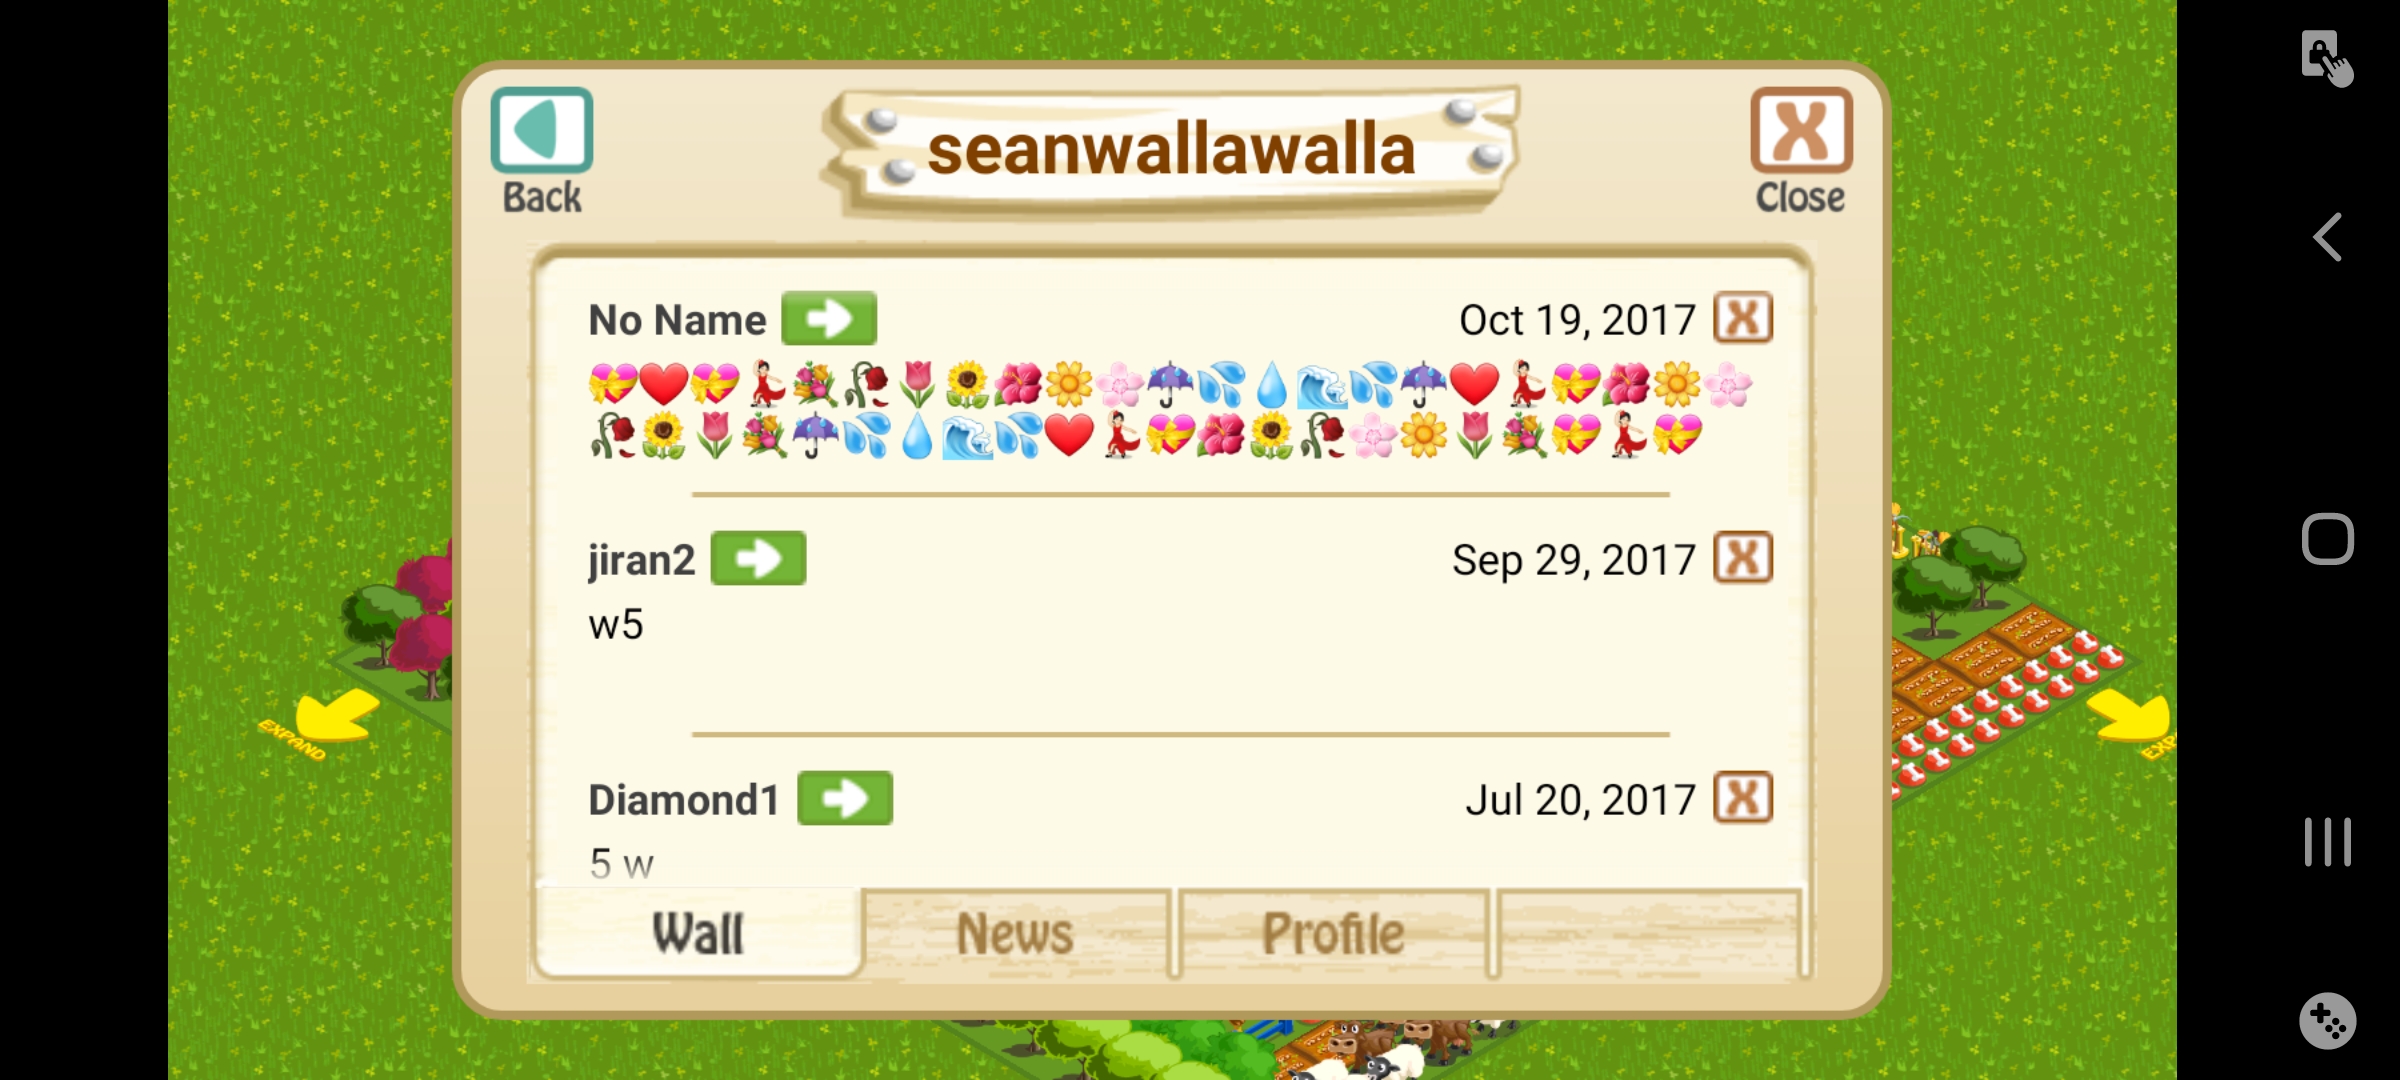 Back
seanwallawalla
Close
No Name
Oct 19, 2017
💝❤️💝💃💐🥀🌷🌻🌺🌼🌸☂️💦💧🌊💦☂️❤️💃💝🌺🌼🌸
🥀🌻🌷💐☂️💦💧🌊💦❤️💃💝🌺🌻🥀🌸🌼🌷💐💝💃💝
jiran2
Sep 29, 2017
w5
Diamond1
Jul 20, 2017
5 w
Wall
News
Profile
EXPAND
EXP